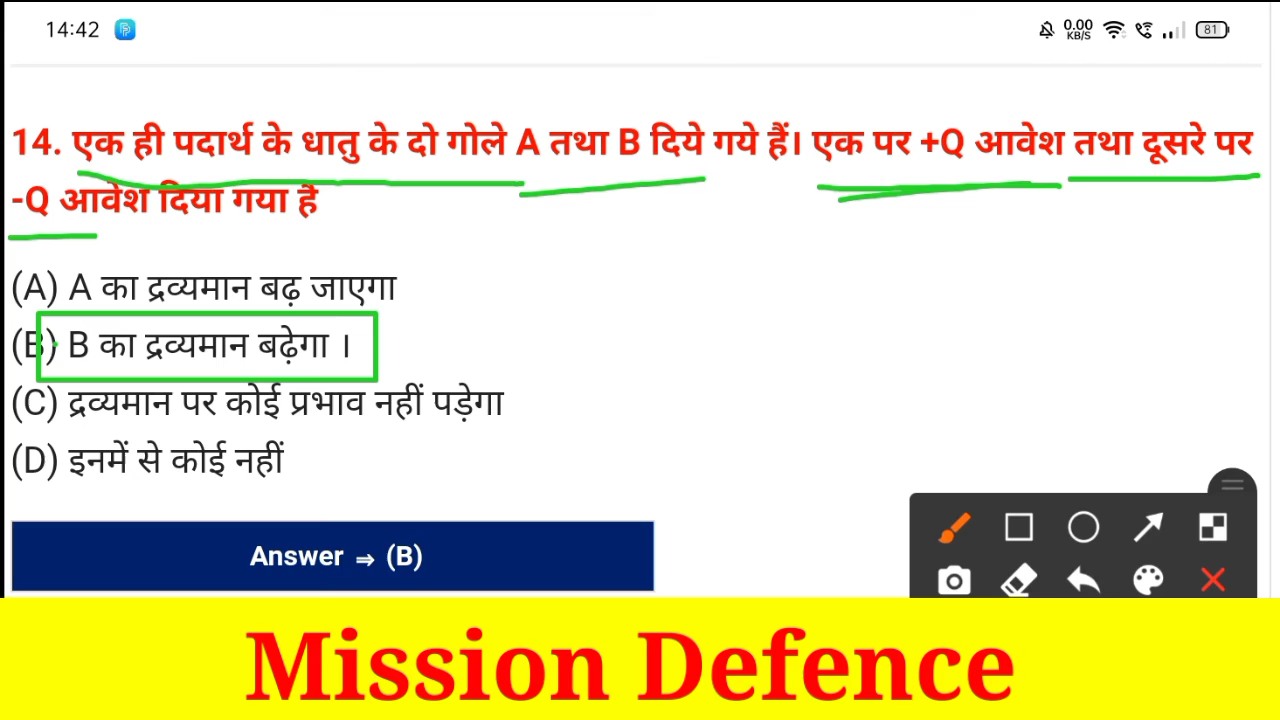 14:42
0.00
KB/S
81
14. एक ही पदार्थ के धातु के दो गोले A तथा B दिये गये हैं। एक पर +Q आवेश तथा दूसरे पर
-Q आवेश दिया गया है
(A) A का द्रव्यमान बढ़ जाएगा
(B) B का द्रव्यमान बढ़ेगा ।
(C) द्रव्यमान पर कोई प्रभाव नहीं पड़ेगा
(D) इनमें से कोई नहीं
Answer ⇒ (B)
Mission Defence